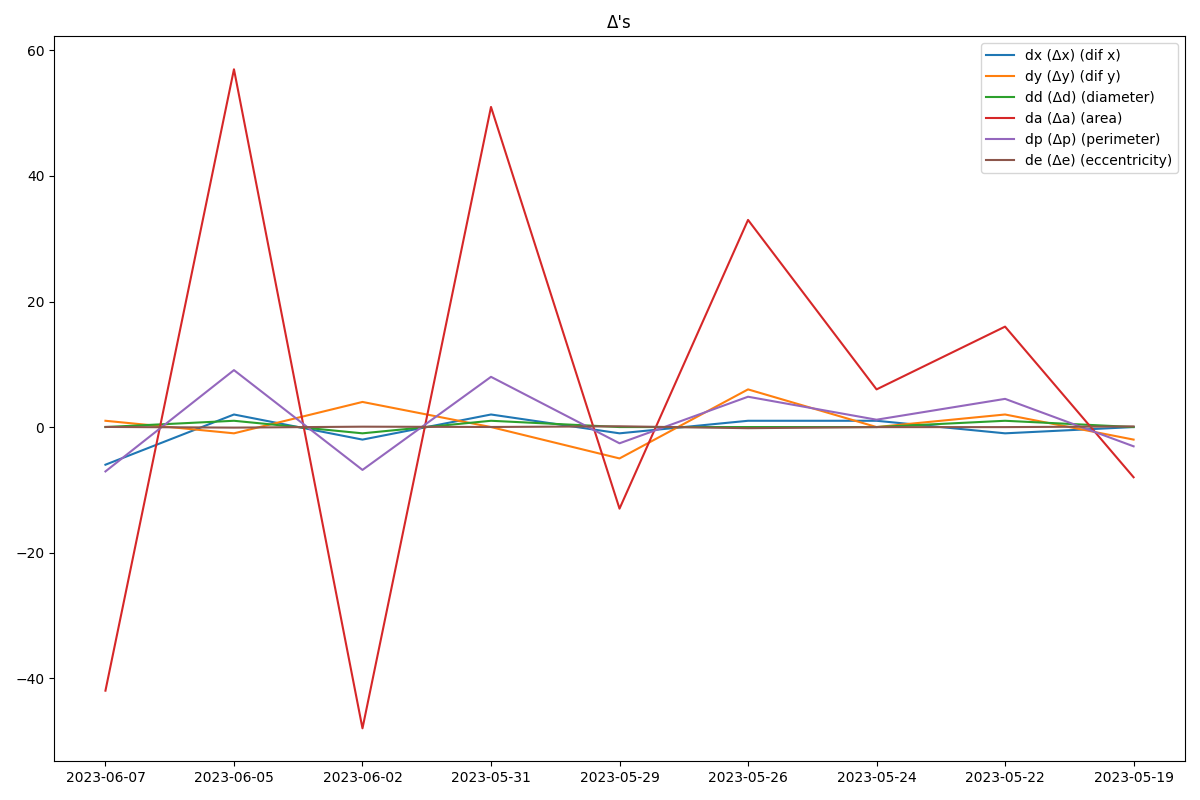 Δ's
dx (Δx) (dif x)
dy (Δy) (dif y)
dd (Δd) (diameter)
da (Δa) (area)
dp (Δp) (perimeter)
de (Δe) (eccentricity)
60
40
20
0
−20
−40
2023-06-07 2023-06-05 2023-06-02 2023-05-31 2023-05-29 2023-05-26 2023-05-24 2023-05-22 2023-05-19